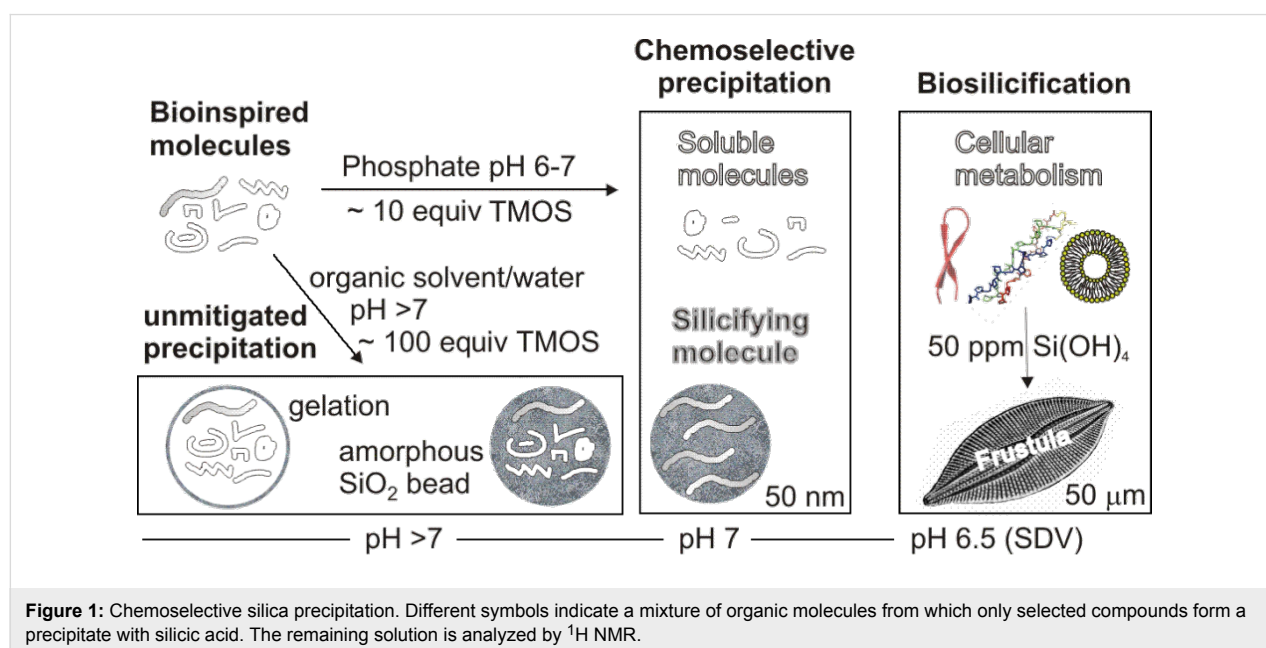 Chemoselective
precipitation
Biosilicification
Bioinspired
molecules
Phosphate pH 6-7
~ 10 equiv TMOS
organic solvent/water
pH >7
~ 100 equiv TMOS
unmitigated
precipitation
gelation
amorphous
SiO₂ bead
Soluble
molecules
Silicifying
molecule
50 nm
Cellular
metabolism
50 ppm Si(OH)₄
Frustula
50 μm
pH >7
pH 7
pH 6.5 (SDV)
Figure 1: Chemoselective silica precipitation. Different symbols indicate a mixture of organic molecules from which only selected compounds form a
precipitate with silicic acid. The remaining solution is analyzed by ¹H NMR.